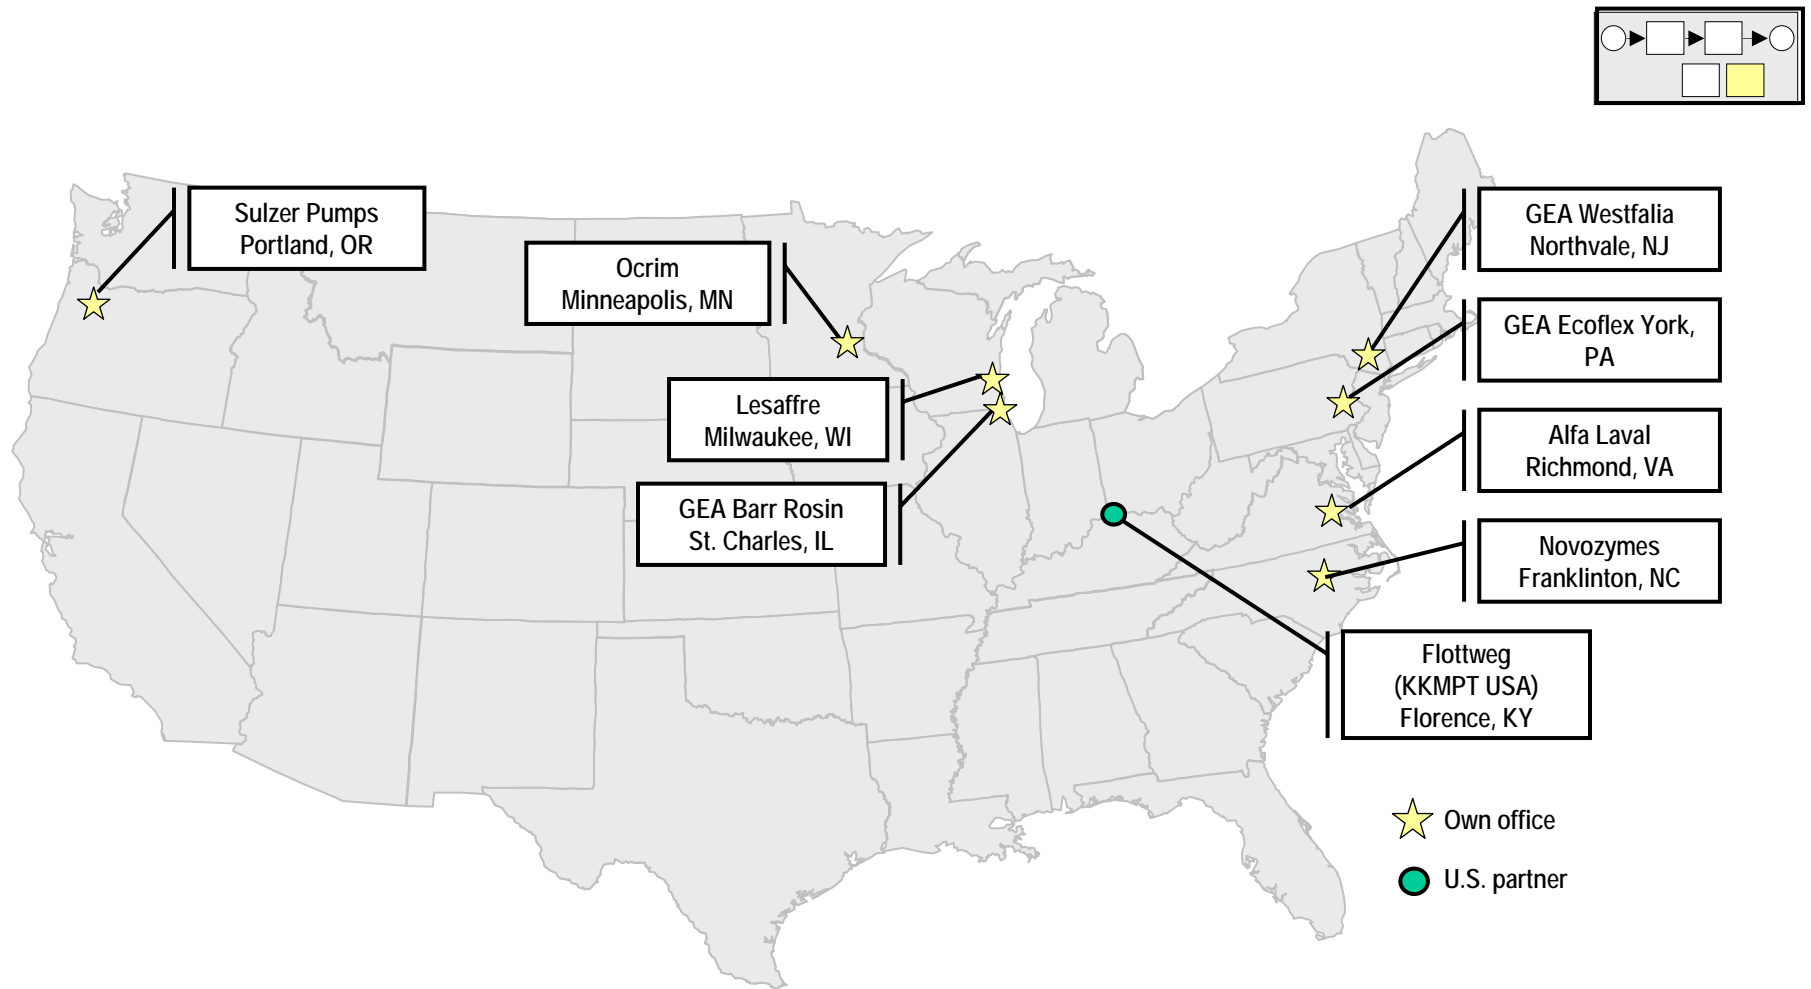 Sulzer Pumps
Portland, OR
Ocrim
Minneapolis, MN
Lesaffre
Milwaukee, WI
GEA Barr Rosin
St. Charles, IL
GEA Westfalia
Northvale, NJ
GEA Ecoflex York,
PA
Alfa Laval
Richmond, VA
Novozymes
Franklinton, NC
Flottweg
(KKMPT USA)
Florence, KY
Own office
U.S. partner